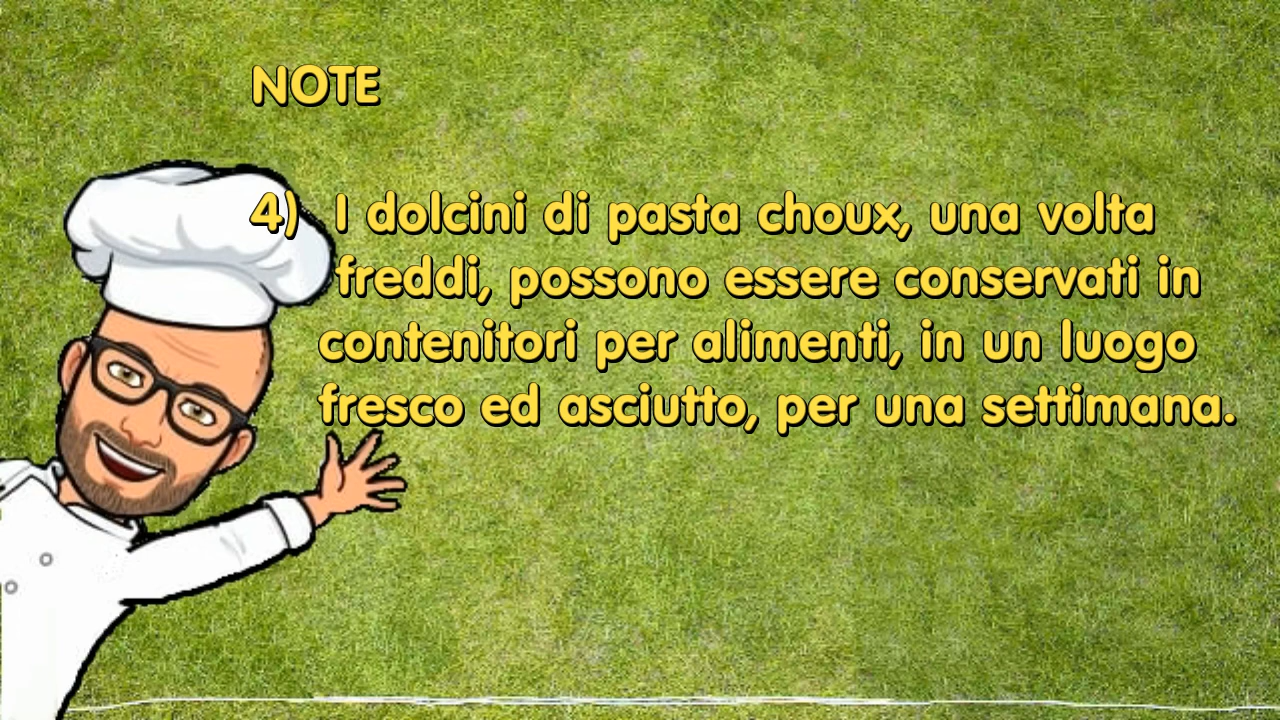 NOTE
4) I dolcini di pasta choux, una volta
freddi, possono essere conservati in
contenitori per alimenti, in un luogo
fresco ed asciutto, per una settimana.